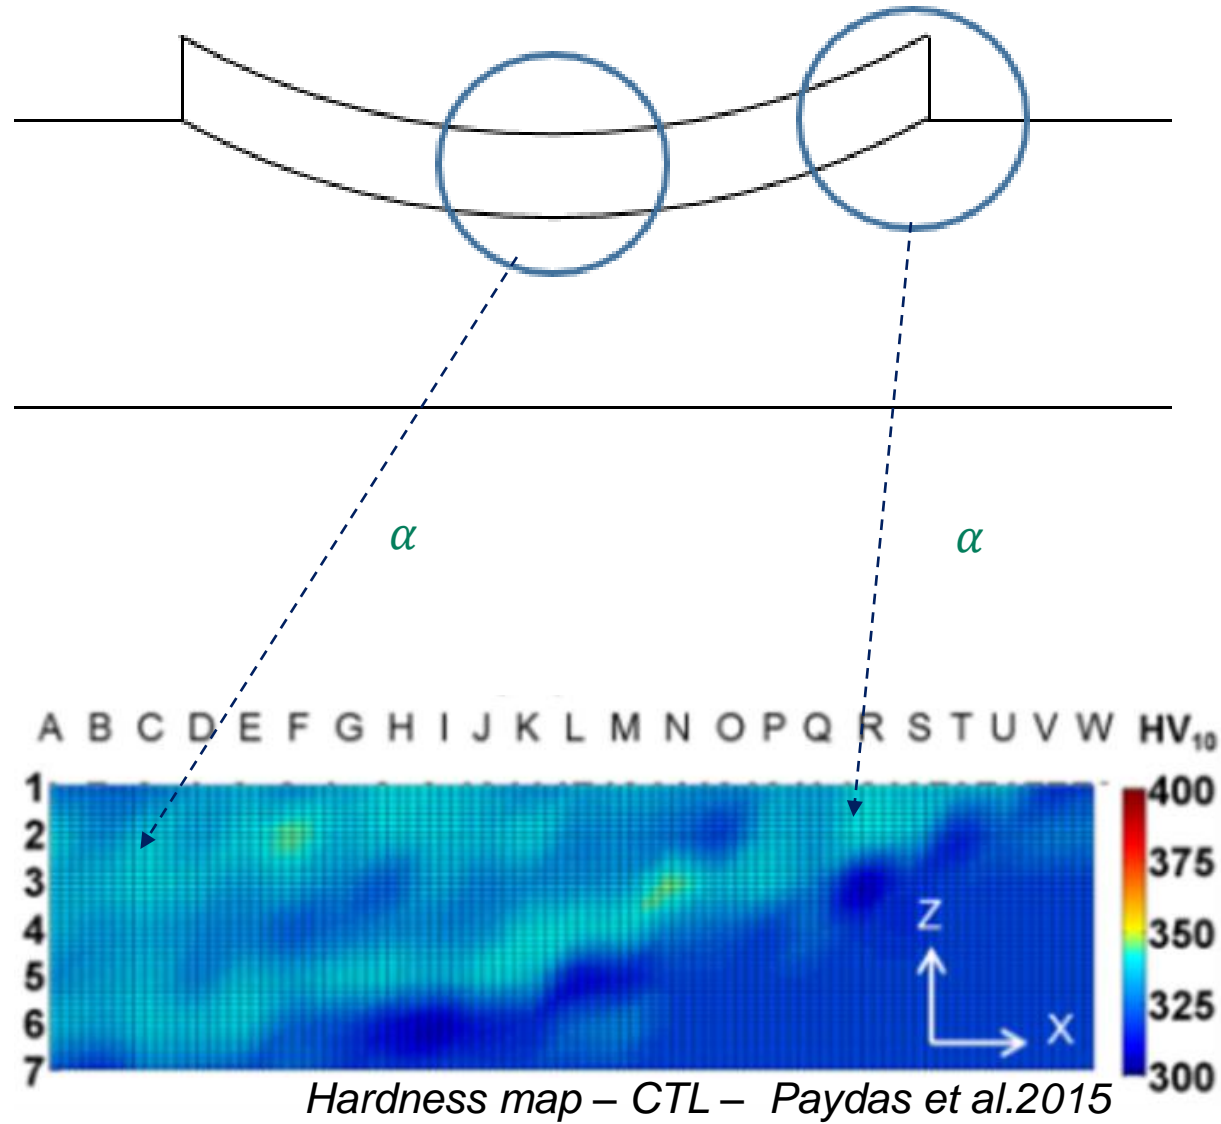 α α
A B C D E F G H I J K L M N O P Q R S T U V W HV₁₀
1 400
2
375
3
Z
4 350
5
325
6 X
7 300
Hardness map – CTL – Paydas et al.2015